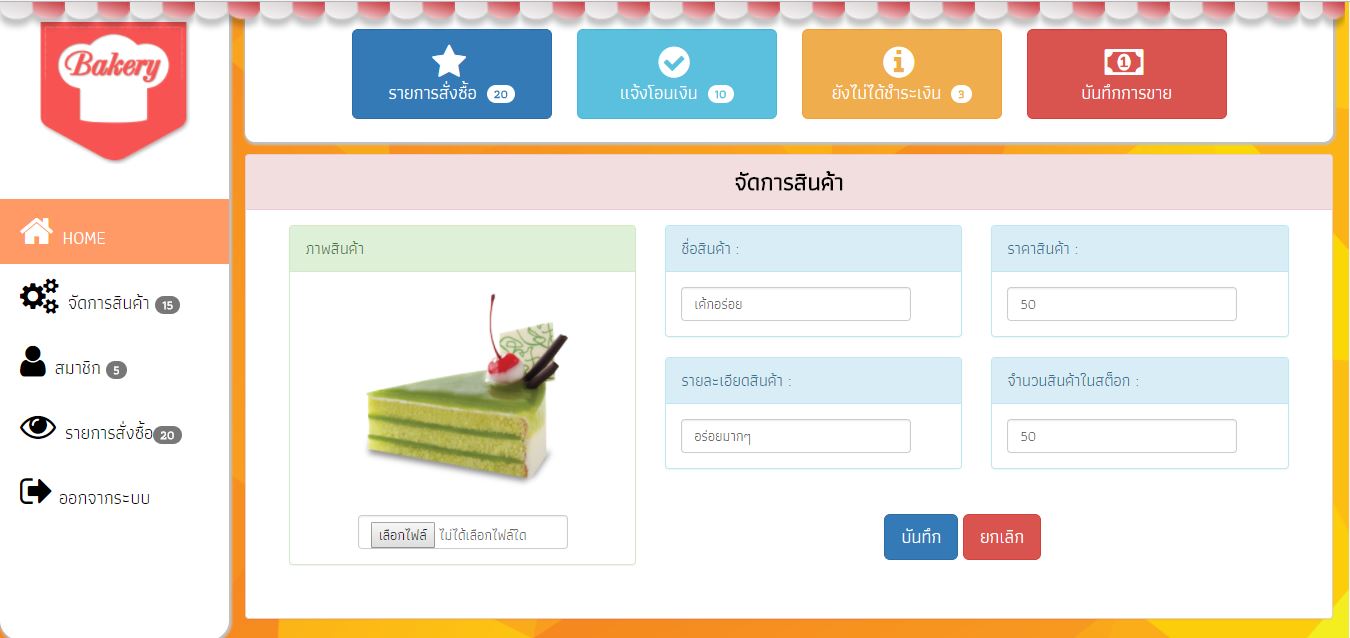 Bakery
รายการสั่งซื้อ 20
แจ้งโอนเงิน 10
ยังไม่ได้ชำระเงิน 3
1
บันทึกการขาย
HOME
จัดการสินค้า 15
สมาชิก 5
รายการสั่งซื้อ 20
ออกจากระบบ
จัดการสินค้า
ภาพสินค้า
เลือกไฟล์ ไม่ได้เลือกไฟล์ใด
ชื่อสินค้า :
เค้กอร่อย
ราคาสินค้า :
50
รายละเอียดสินค้า :
อร่อยมากๆ
จำนวนสินค้าในสต็อก :
50
บันทึก
ยกเลิก